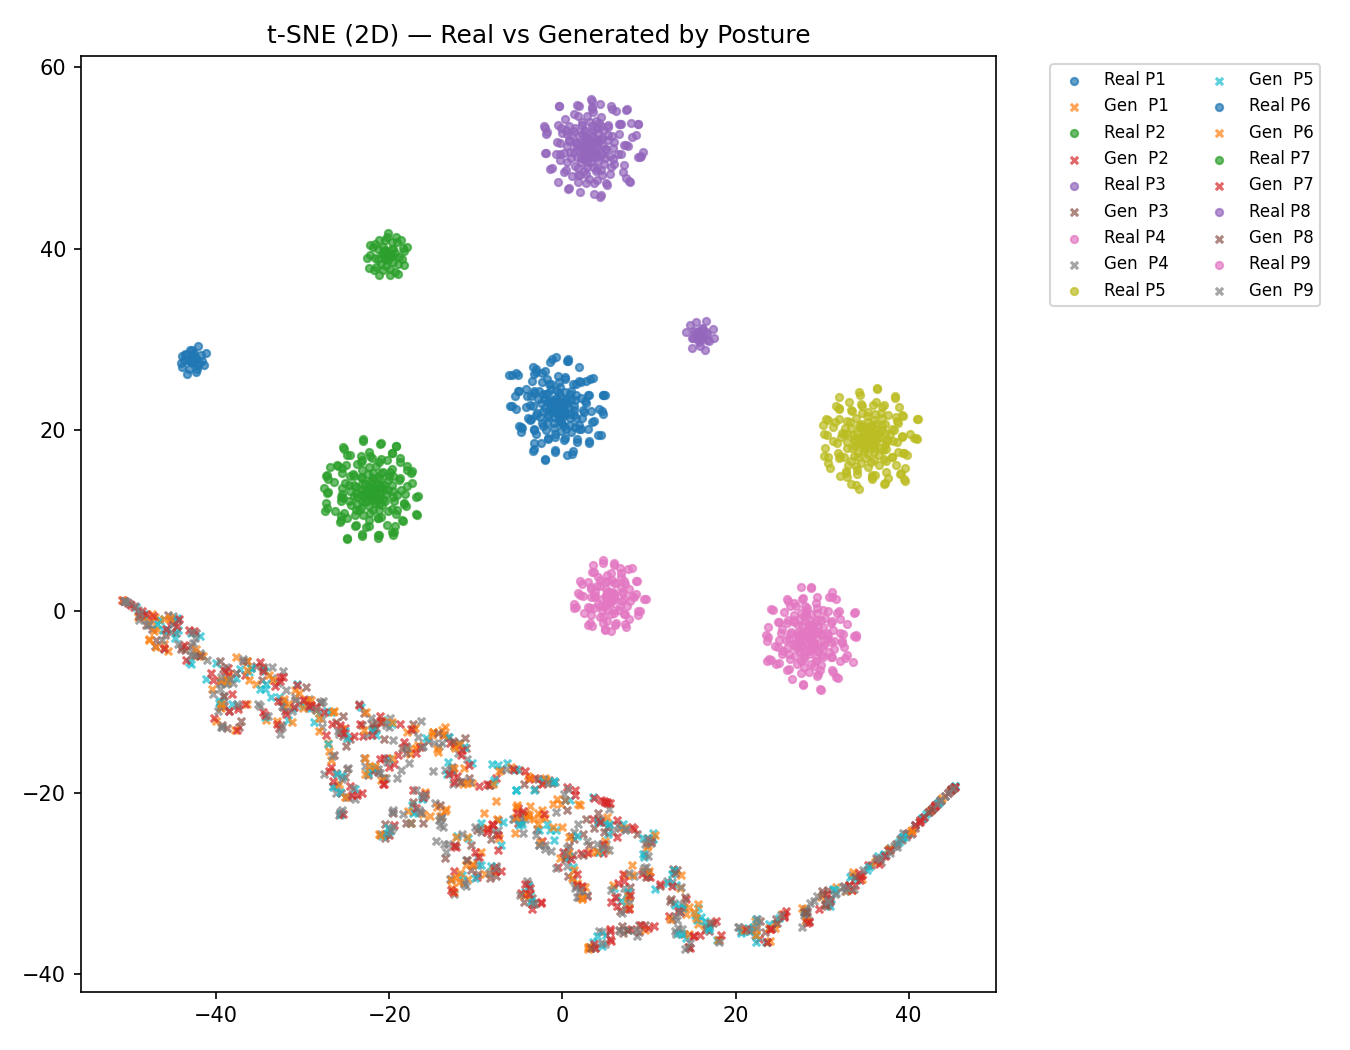 t-SNE (2D) — Real vs Generated by Posture
60
40
20
0
−20
−40
−40 −20 0 20 40
Real P1
Gen  P1
Real P2
Gen  P2
Real P3
Gen  P3
Real P4
Gen  P4
Real P5
Gen  P5
Real P6
Gen  P6
Real P7
Gen  P7
Real P8
Gen  P8
Real P9
Gen  P9